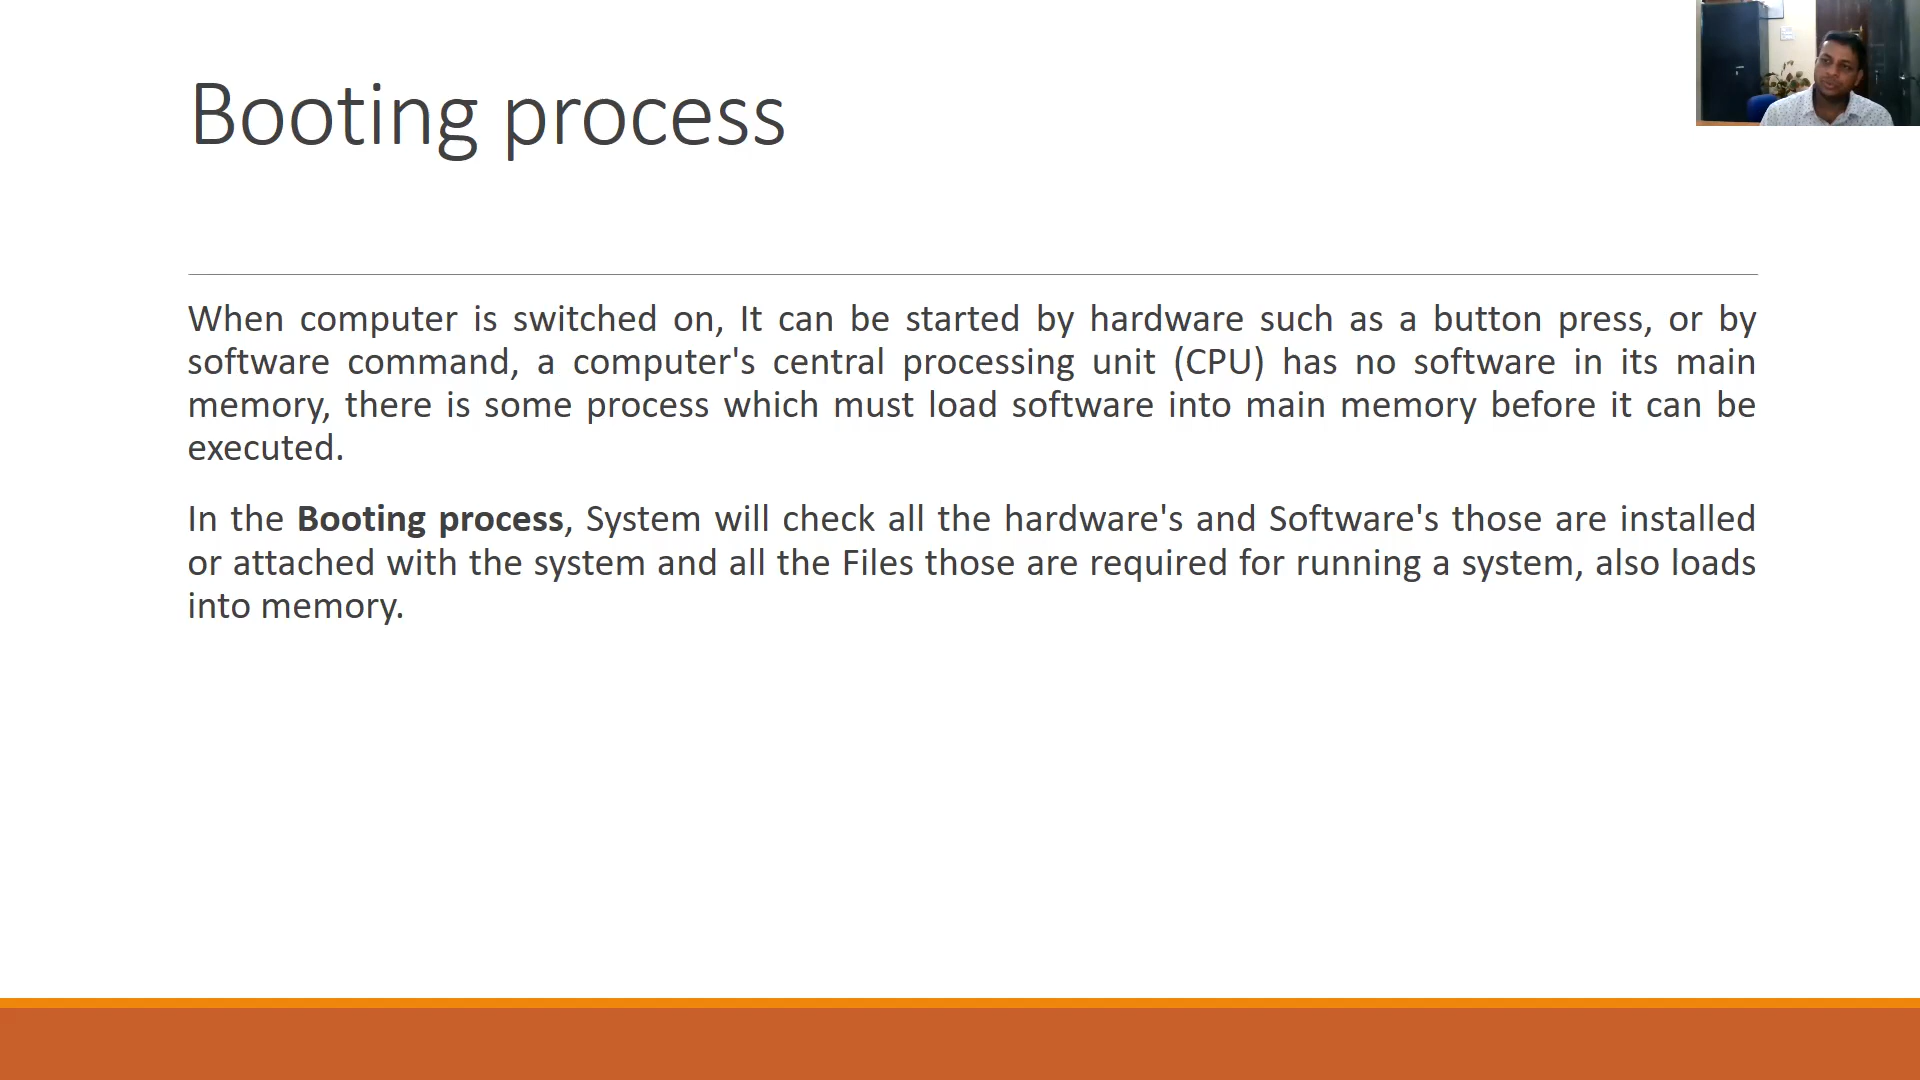 Booting process
When computer is switched on, It can be started by hardware such as a button press, or by
software command, a computer's central processing unit (CPU) has no software in its main
memory, there is some process which must load software into main memory before it can be
executed.
In the Booting process, System will check all the hardware's and Software's those are installed
or attached with the system and all the Files those are required for running a system, also loads
into memory.